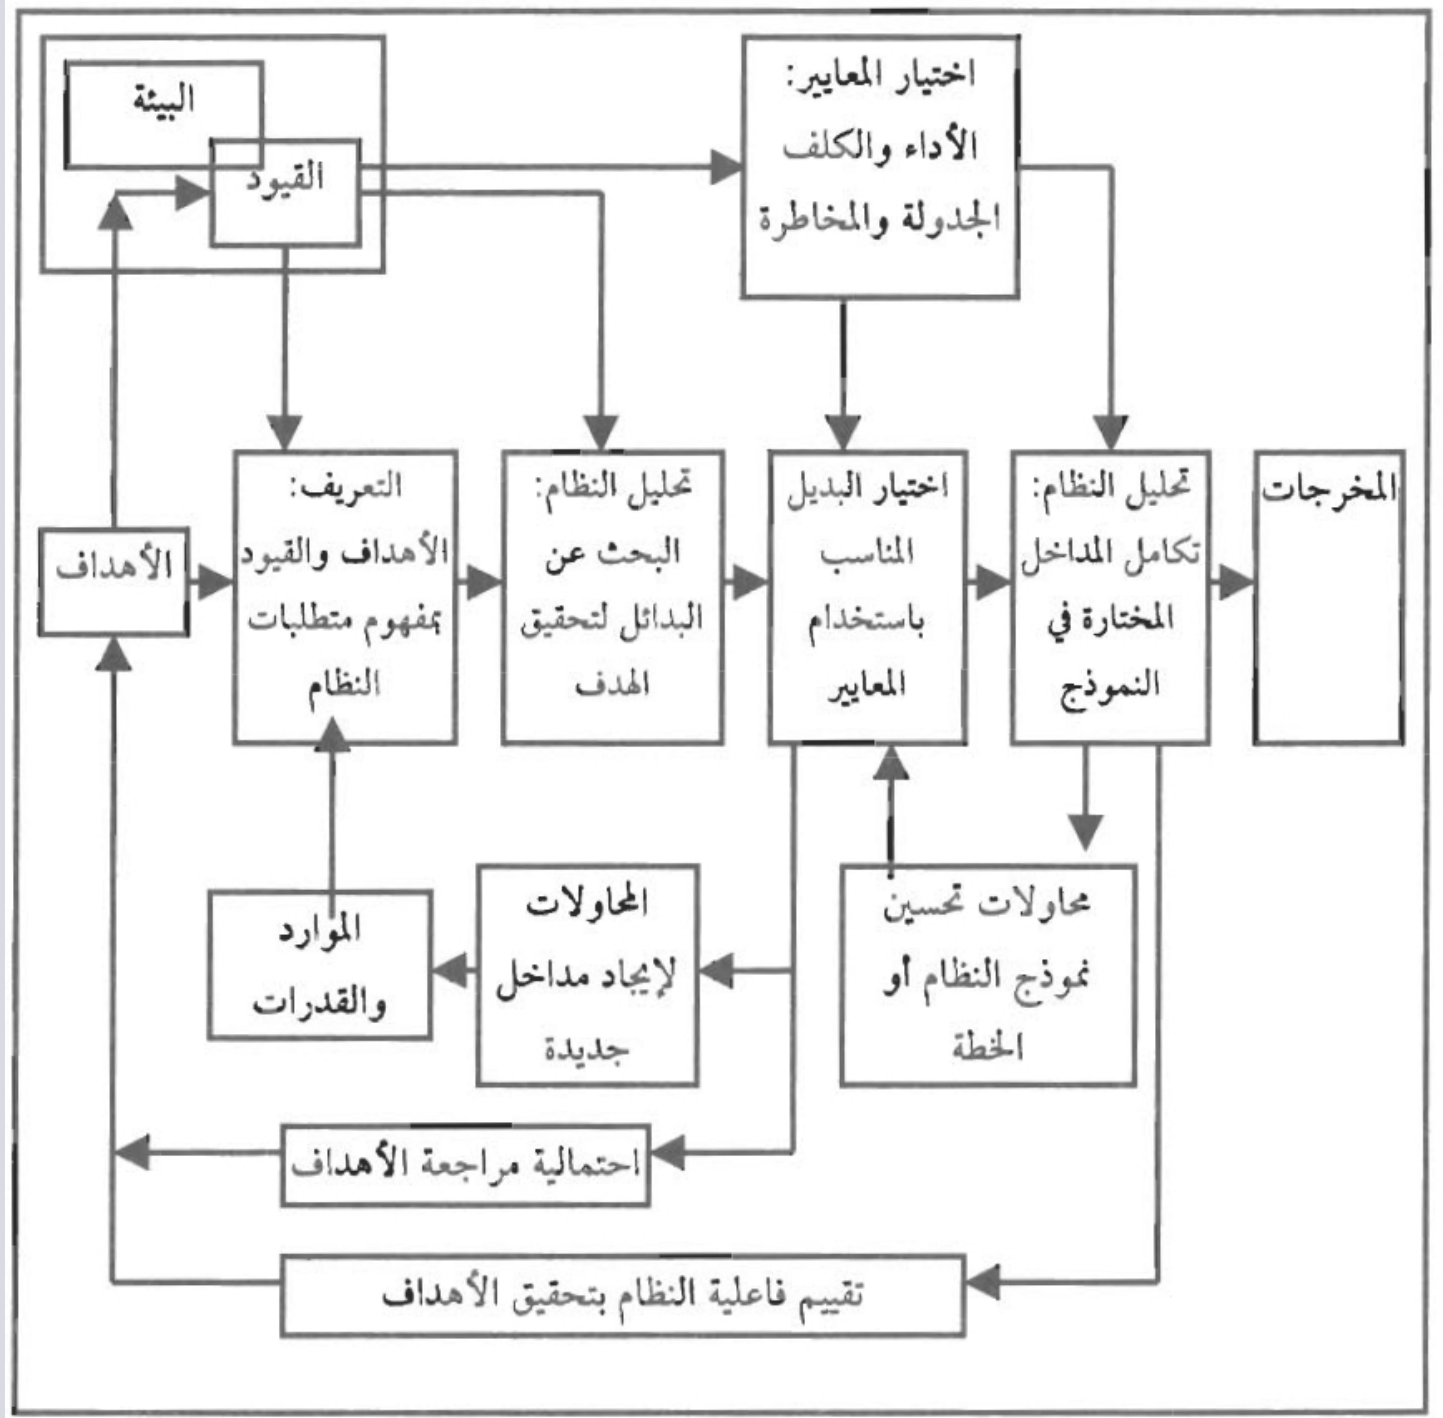 البيئة
القيود
اختيار المعايير:
الأداء والكلف
الجدولة والمخاطرة
الأهداف
التعريف:
الأهداف والقيود
بمفهوم متطلبات
النظام
تحليل النظام:
البحث عن
البدائل لتحقيق
الهدف
اختيار البديل
المناسب
باستخدام
المعايير
تحليل النظام:
تكامل المداخل
المختارة في
النموذج
المخرجات
الموارد
والقدرات
المحاولات
لإيجاد مداخل
جديدة
محاولات تحسين
نموذج النظام أو
الخطة
احتمالية مراجعة الأهداف
تقييم فاعلية النظام بتحقيق الأهداف